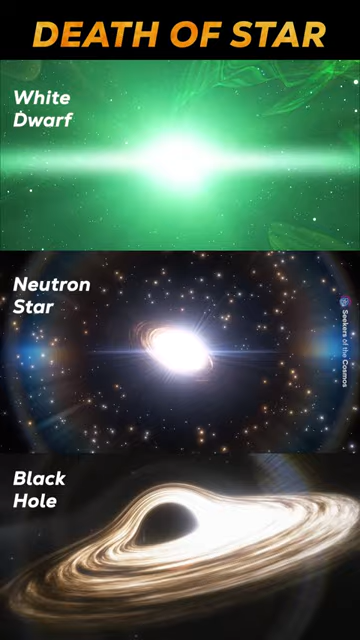 DEATH OF STAR
White
Dwarf
Neutron
Star
Seekers of the Cosmos
Black
Hole